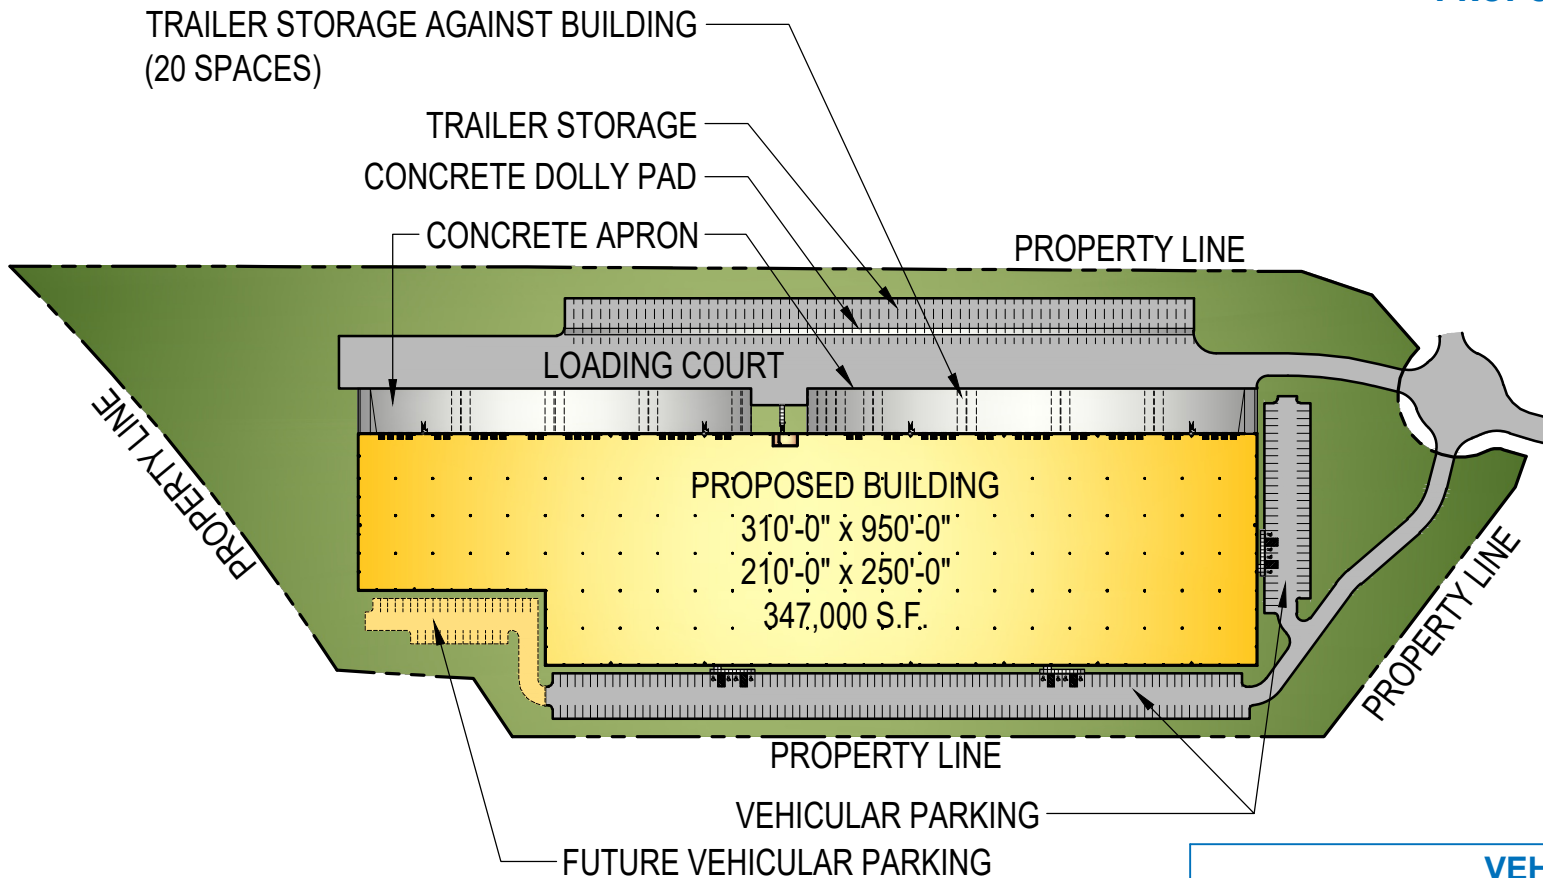 TRAILER STORAGE AGAINST BUILDING
(20 SPACES)
TRAILER STORAGE
CONCRETE DOLLY PAD
CONCRETE APRON
PROPERTY LINE
LOADING COURT
PROPERTY LINE
PROPOSED BUILDING
310'-0" x 950'-0"
210'-0" x 250'-0"
347,000 S.F.
PROPERTY LINE
PROPERTY LINE
VEHICULAR PARKING
FUTURE VEHICULAR PARKING
VEH